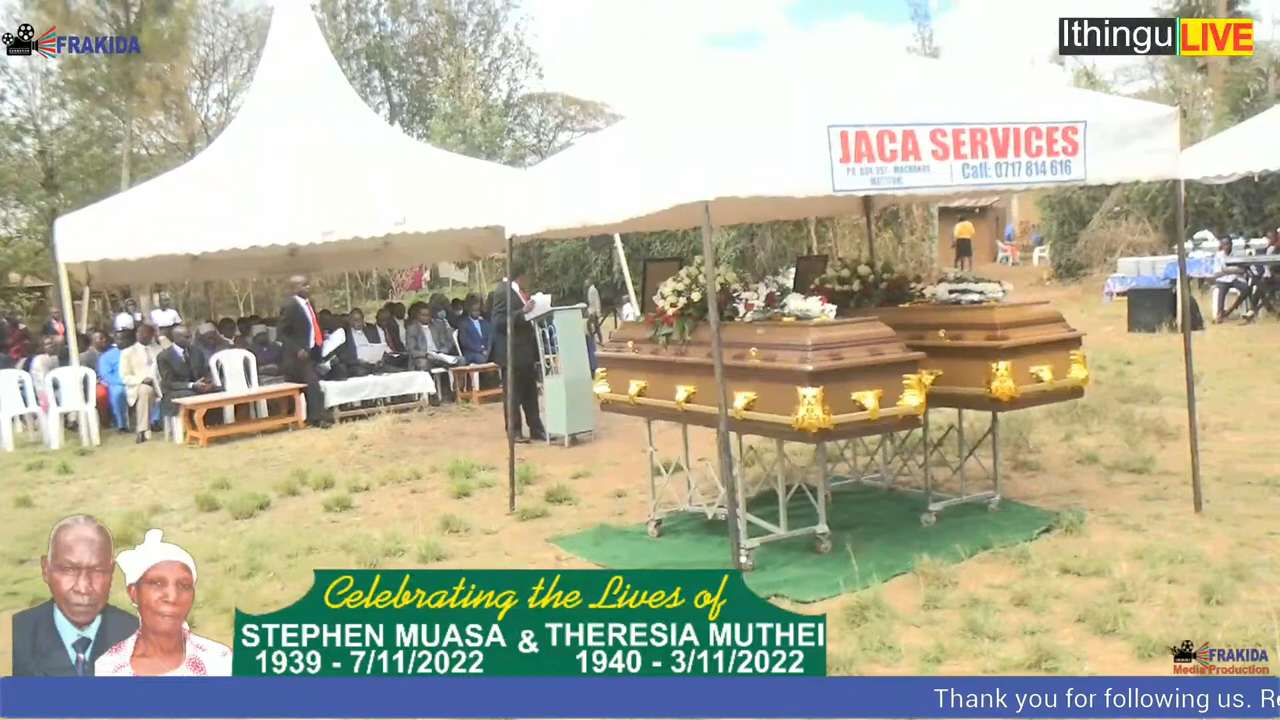 FRAKIDA
Ithingu LIVE
JACA SERVICES
Call: 0717 814 616
Celebrating the Lives of
STEPHEN MUASA & THERESIA MUTHEI
1939 - 7/11/2022 1940 - 3/11/2022
FRAKIDA
Media Production
Thank you for following us.